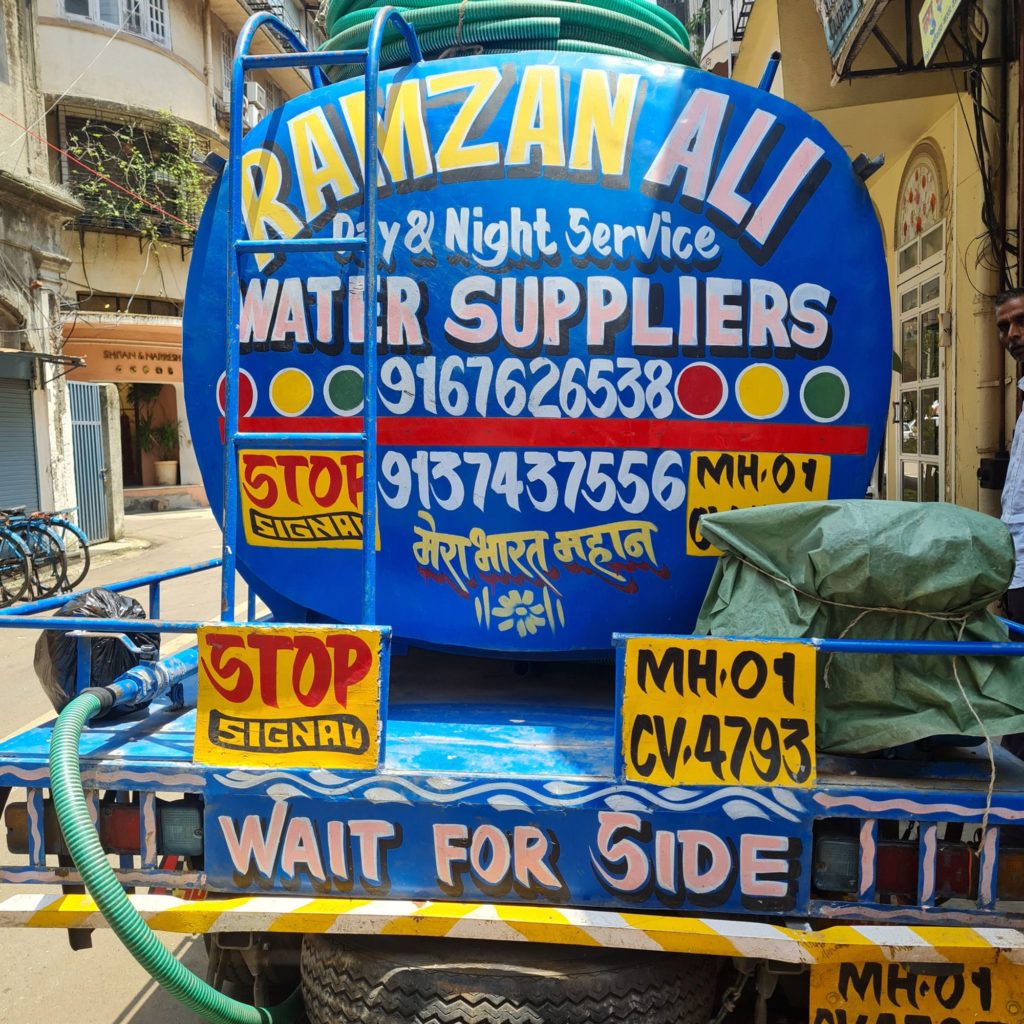 RAMZAN ALI
Day & Night Service
WATER SUPPLIERS
9167626538
STOP
SIGNAL
9137437556
MH·01
मेरा भारत महान
STOP
SIGNAL
MH·01
CV·4793
WAIT FOR SIDE
MH·01